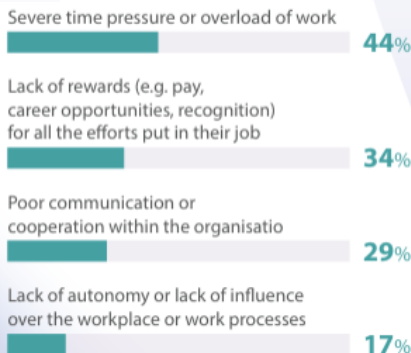 Severe time pressure or overload of work
44%
Lack of rewards (e.g. pay,
career opportunities, recognition)
for all the efforts put in their job
34%
Poor communication or
cooperation within the organisatio
29%
Lack of autonomy or lack of influence
over the workplace or work processes
17%